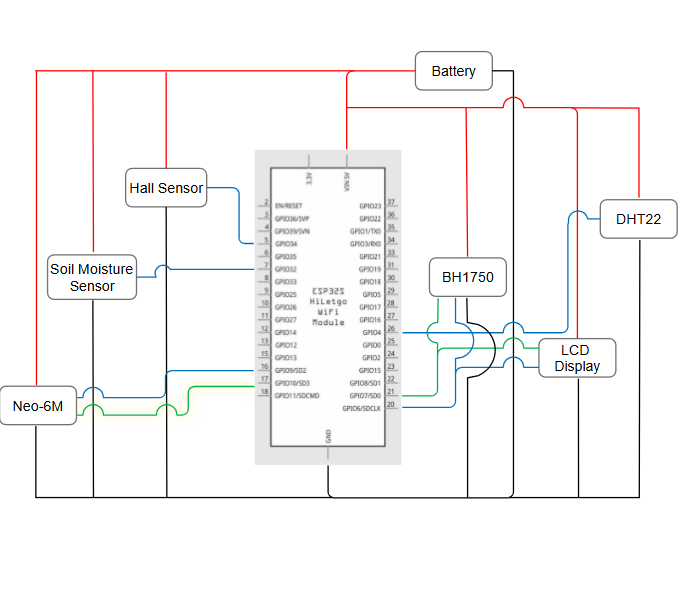 Battery
3.3V
VIN 5V
Hall Sensor
2 EN/RESET
3 GPIO36/SVP
4 GPIO39/SVN
5 GPIO34
6 GPIO35
7 GPIO32
8 GPIO33
9 GPIO25
10 GPIO26
11 GPIO27
12 GPIO14
13 GPIO12
15 GPIO13
16 GPIO9/SD2
17 GPIO10/SD3
18 GPIO11/SDCMD
GPIO23 37
GPIO22 36
GPIO1/TX0 35
GPIO3/RX0 34
GPIO21 33
GPIO19 31
GPIO18 30
GPIO5 29
GPIO17 28
GPIO16 27
GPIO4 26
GPIO0 25
GPIO2 24
GPIO15 23
GPIO8/SD1 22
GPIO7/SD0 21
GPIO6/SDCLK 20
ESP32S
HiLetgo
WiFi
Module
GND
DHT22
Soil Moisture
Sensor
BH1750
LCD
Display
Neo-6M